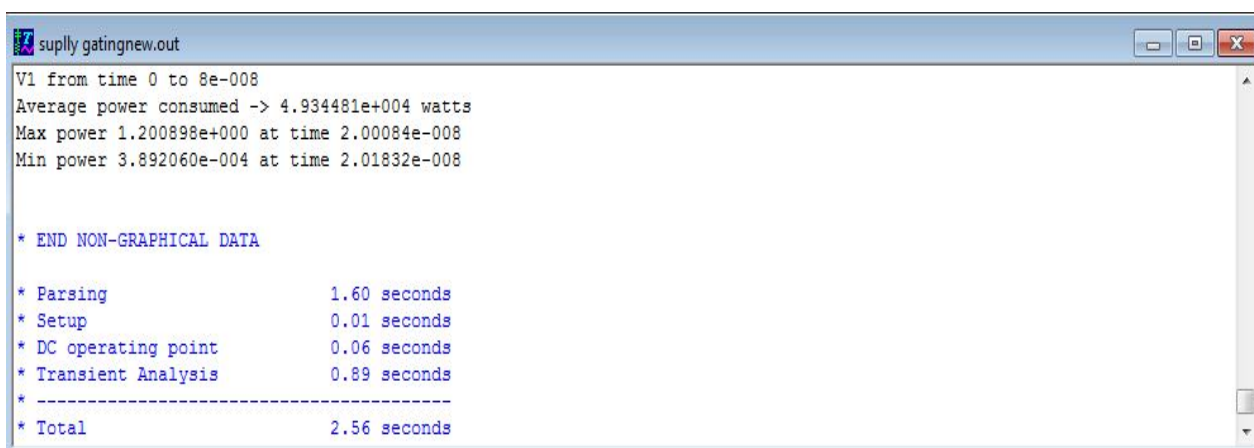 suplly gatingnew.out
V1 from time 0 to 8e-008
Average power consumed -> 4.934481e+004 watts
Max power 1.200898e+000 at time 2.00084e-008
Min power 3.892060e-004 at time 2.01832e-008
* END NON-GRAPHICAL DATA
* Parsing 1.60 seconds
* Setup 0.01 seconds
* DC operating point 0.06 seconds
* Transient Analysis 0.89 seconds
* -----------------------------------------
* Total 2.56 seconds